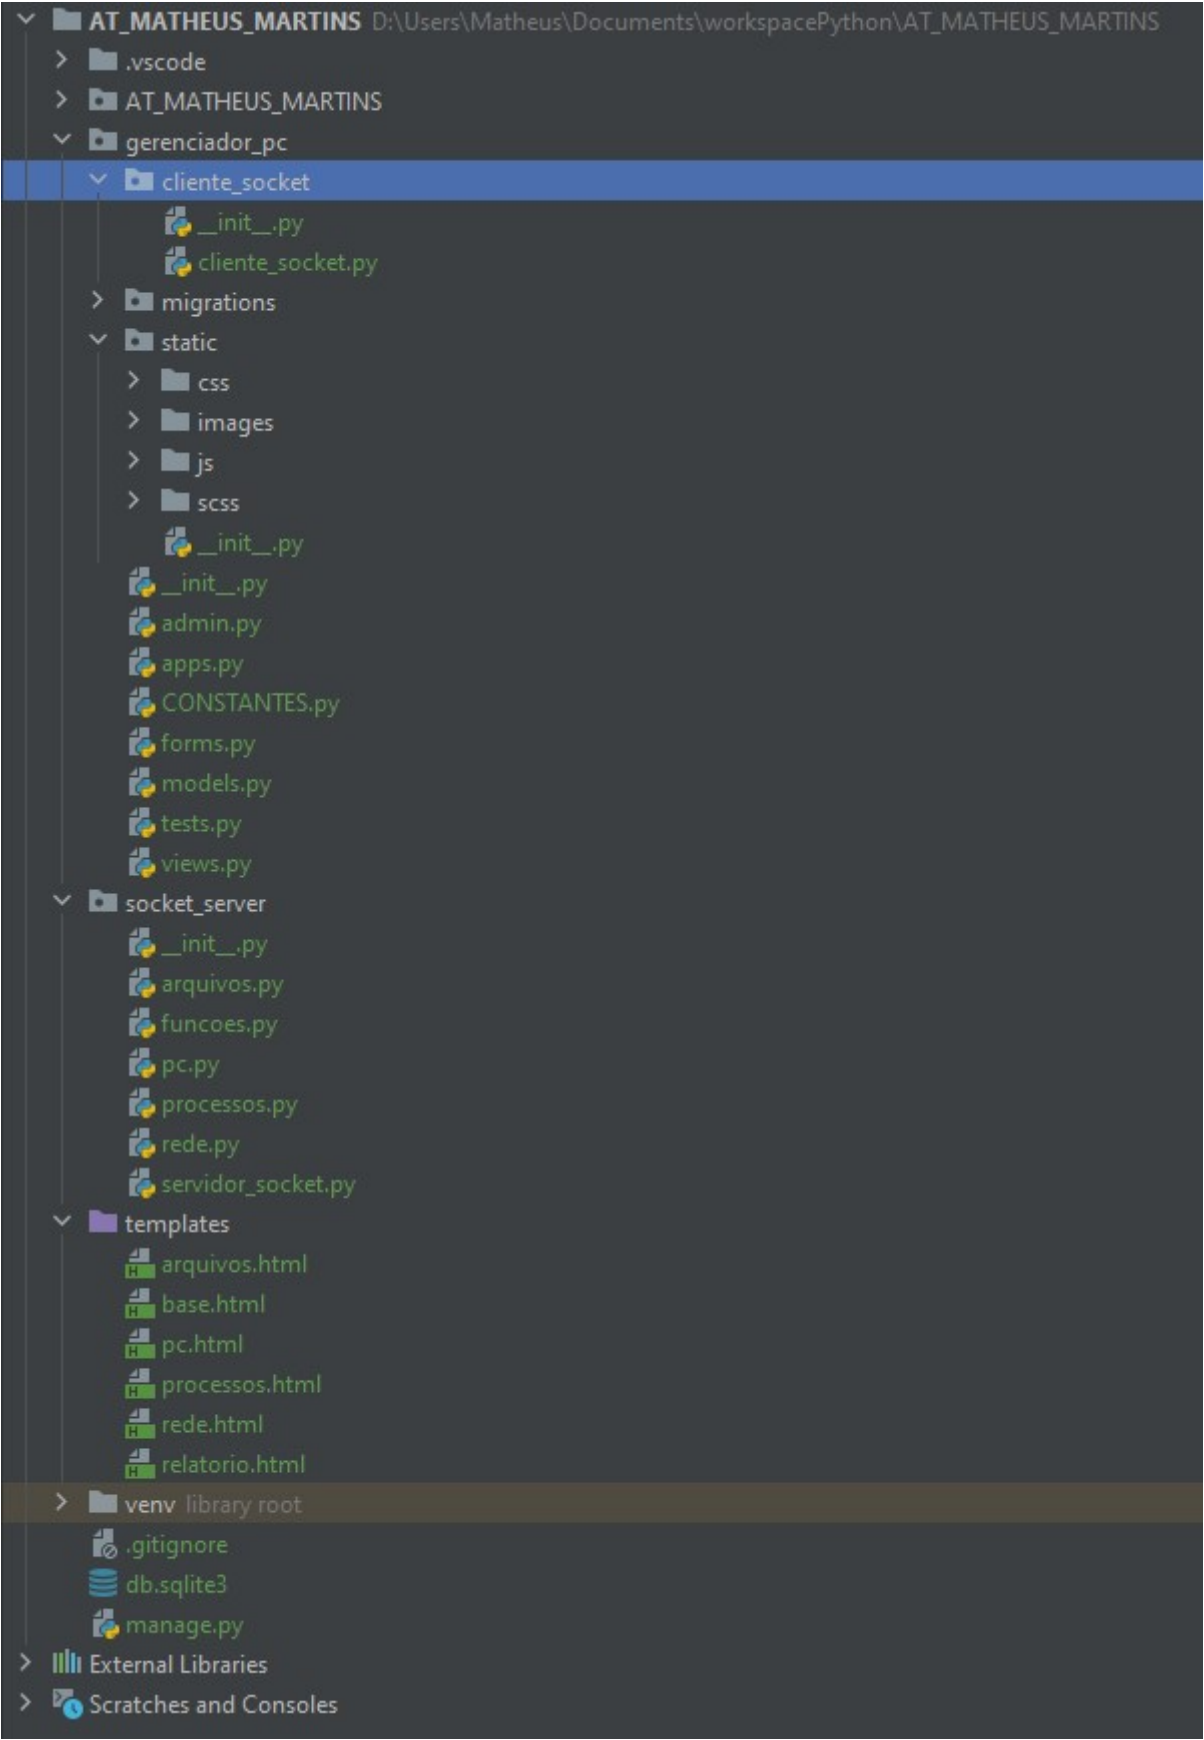 AT_MATHEUS_MARTINS D:\Users\Matheus\Documents\workspacePython\AT_MATHEUS_MARTINS
.vscode
AT_MATHEUS_MARTINS
gerenciador_pc
cliente_socket
__init__.py
cliente_socket.py
migrations
static
css
images
js
scss
__init__.py
__init__.py
admin.py
apps.py
CONSTANTES.py
forms.py
models.py
tests.py
views.py
socket_server
__init__.py
arquivos.py
funcoes.py
pc.py
processos.py
rede.py
servidor_socket.py
templates
arquivos.html
base.html
pc.html
processos.html
rede.html
relatorio.html
venv library root
.gitignore
db.sqlite3
manage.py
External Libraries
Scratches and Consoles